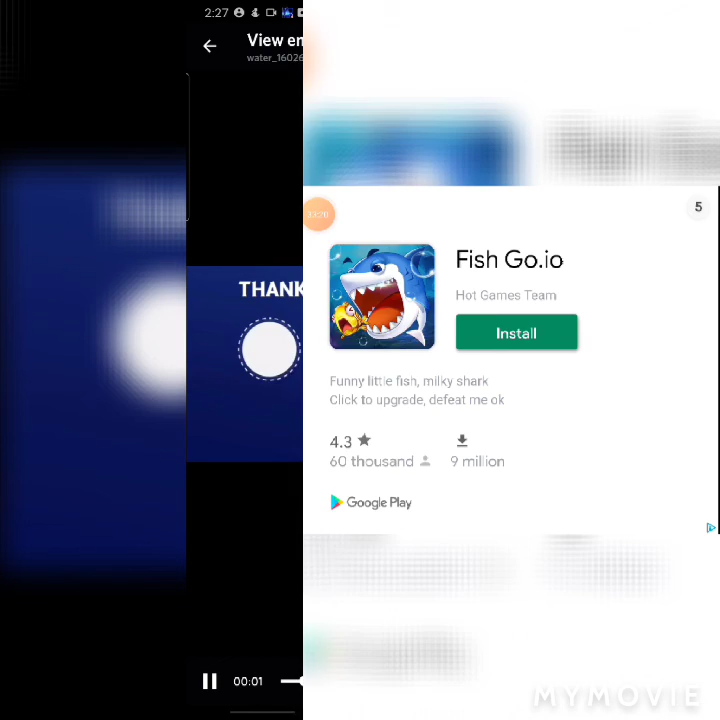 2:27
View en
water_16026
THANK
00:01
5
Fish Go.io
Hot Games Team
Install
Funny little fish, milky shark
Click to upgrade, defeat me ok
4.3
60 thousand
9 million
Google Play
MYMOVIE